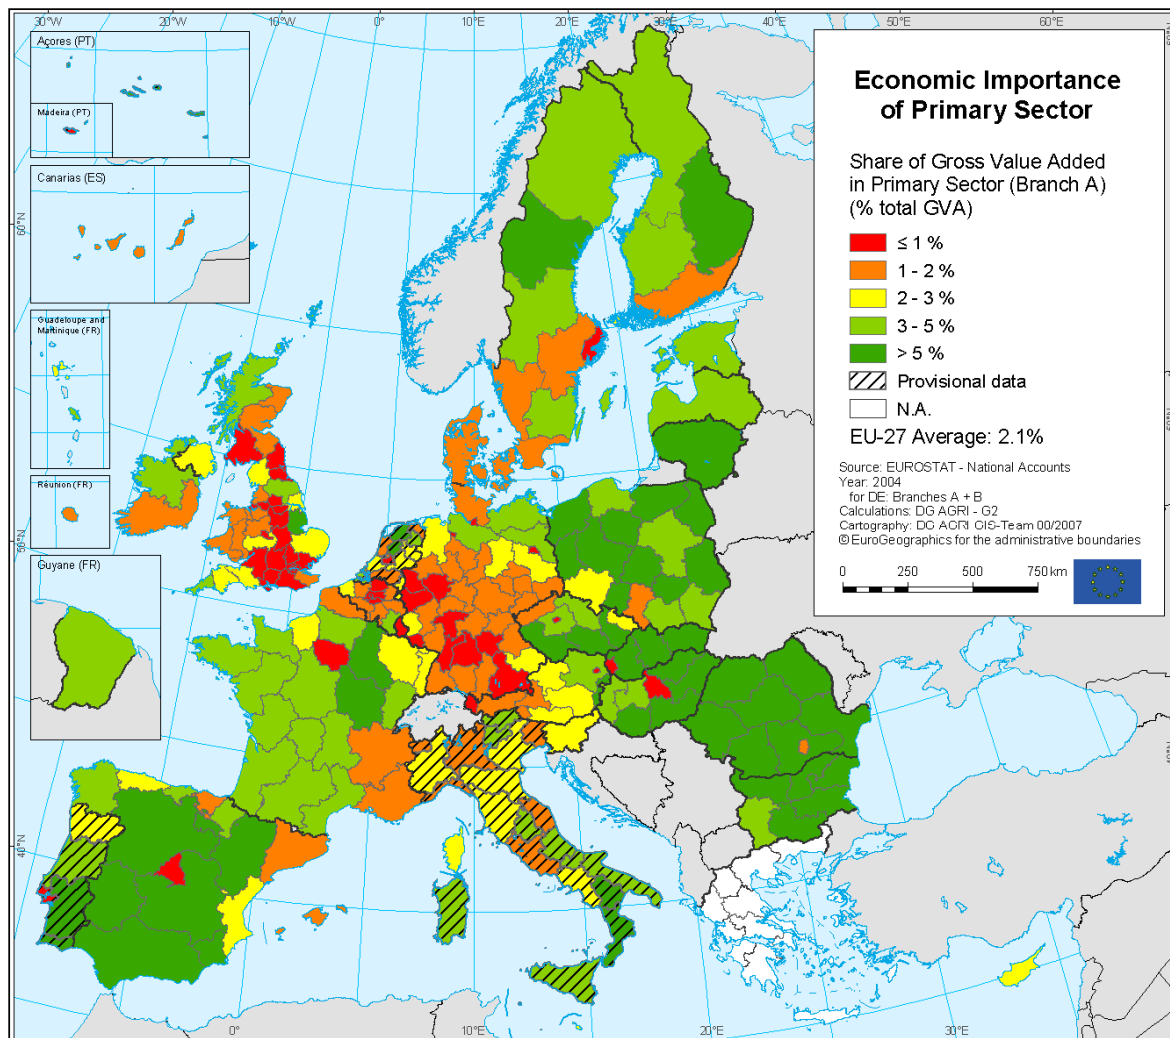 30°W
20°W
10°W
0°
10°E
20°E
30°E
40°E
50°E
60°E
Açores (PT)
Madeira (PT)
Canarias (ES)
Guadeloupe and
Martinique (FR)
Réunion (FR)
Guyane (FR)
60°N
50°N
40°N
0°
10°E
20°E
30°E
40°N
Economic Importance
of Primary Sector
Share of Gross Value Added
in Primary Sector (Branch A)
(% total GVA)
≤ 1 %
1 - 2 %
2 - 3 %
3 - 5 %
> 5 %
Provisional data
N.A.
EU-27 Average: 2.1%
Source: EUROSTAT - National Accounts
Year: 2004
for DE: Branches A + B
Calculations: DG AGRI - G2
Cartography: DG AGRI GIS-Team 00/2007
© EuroGeographics for the administrative boundaries
0 250 500 750 km